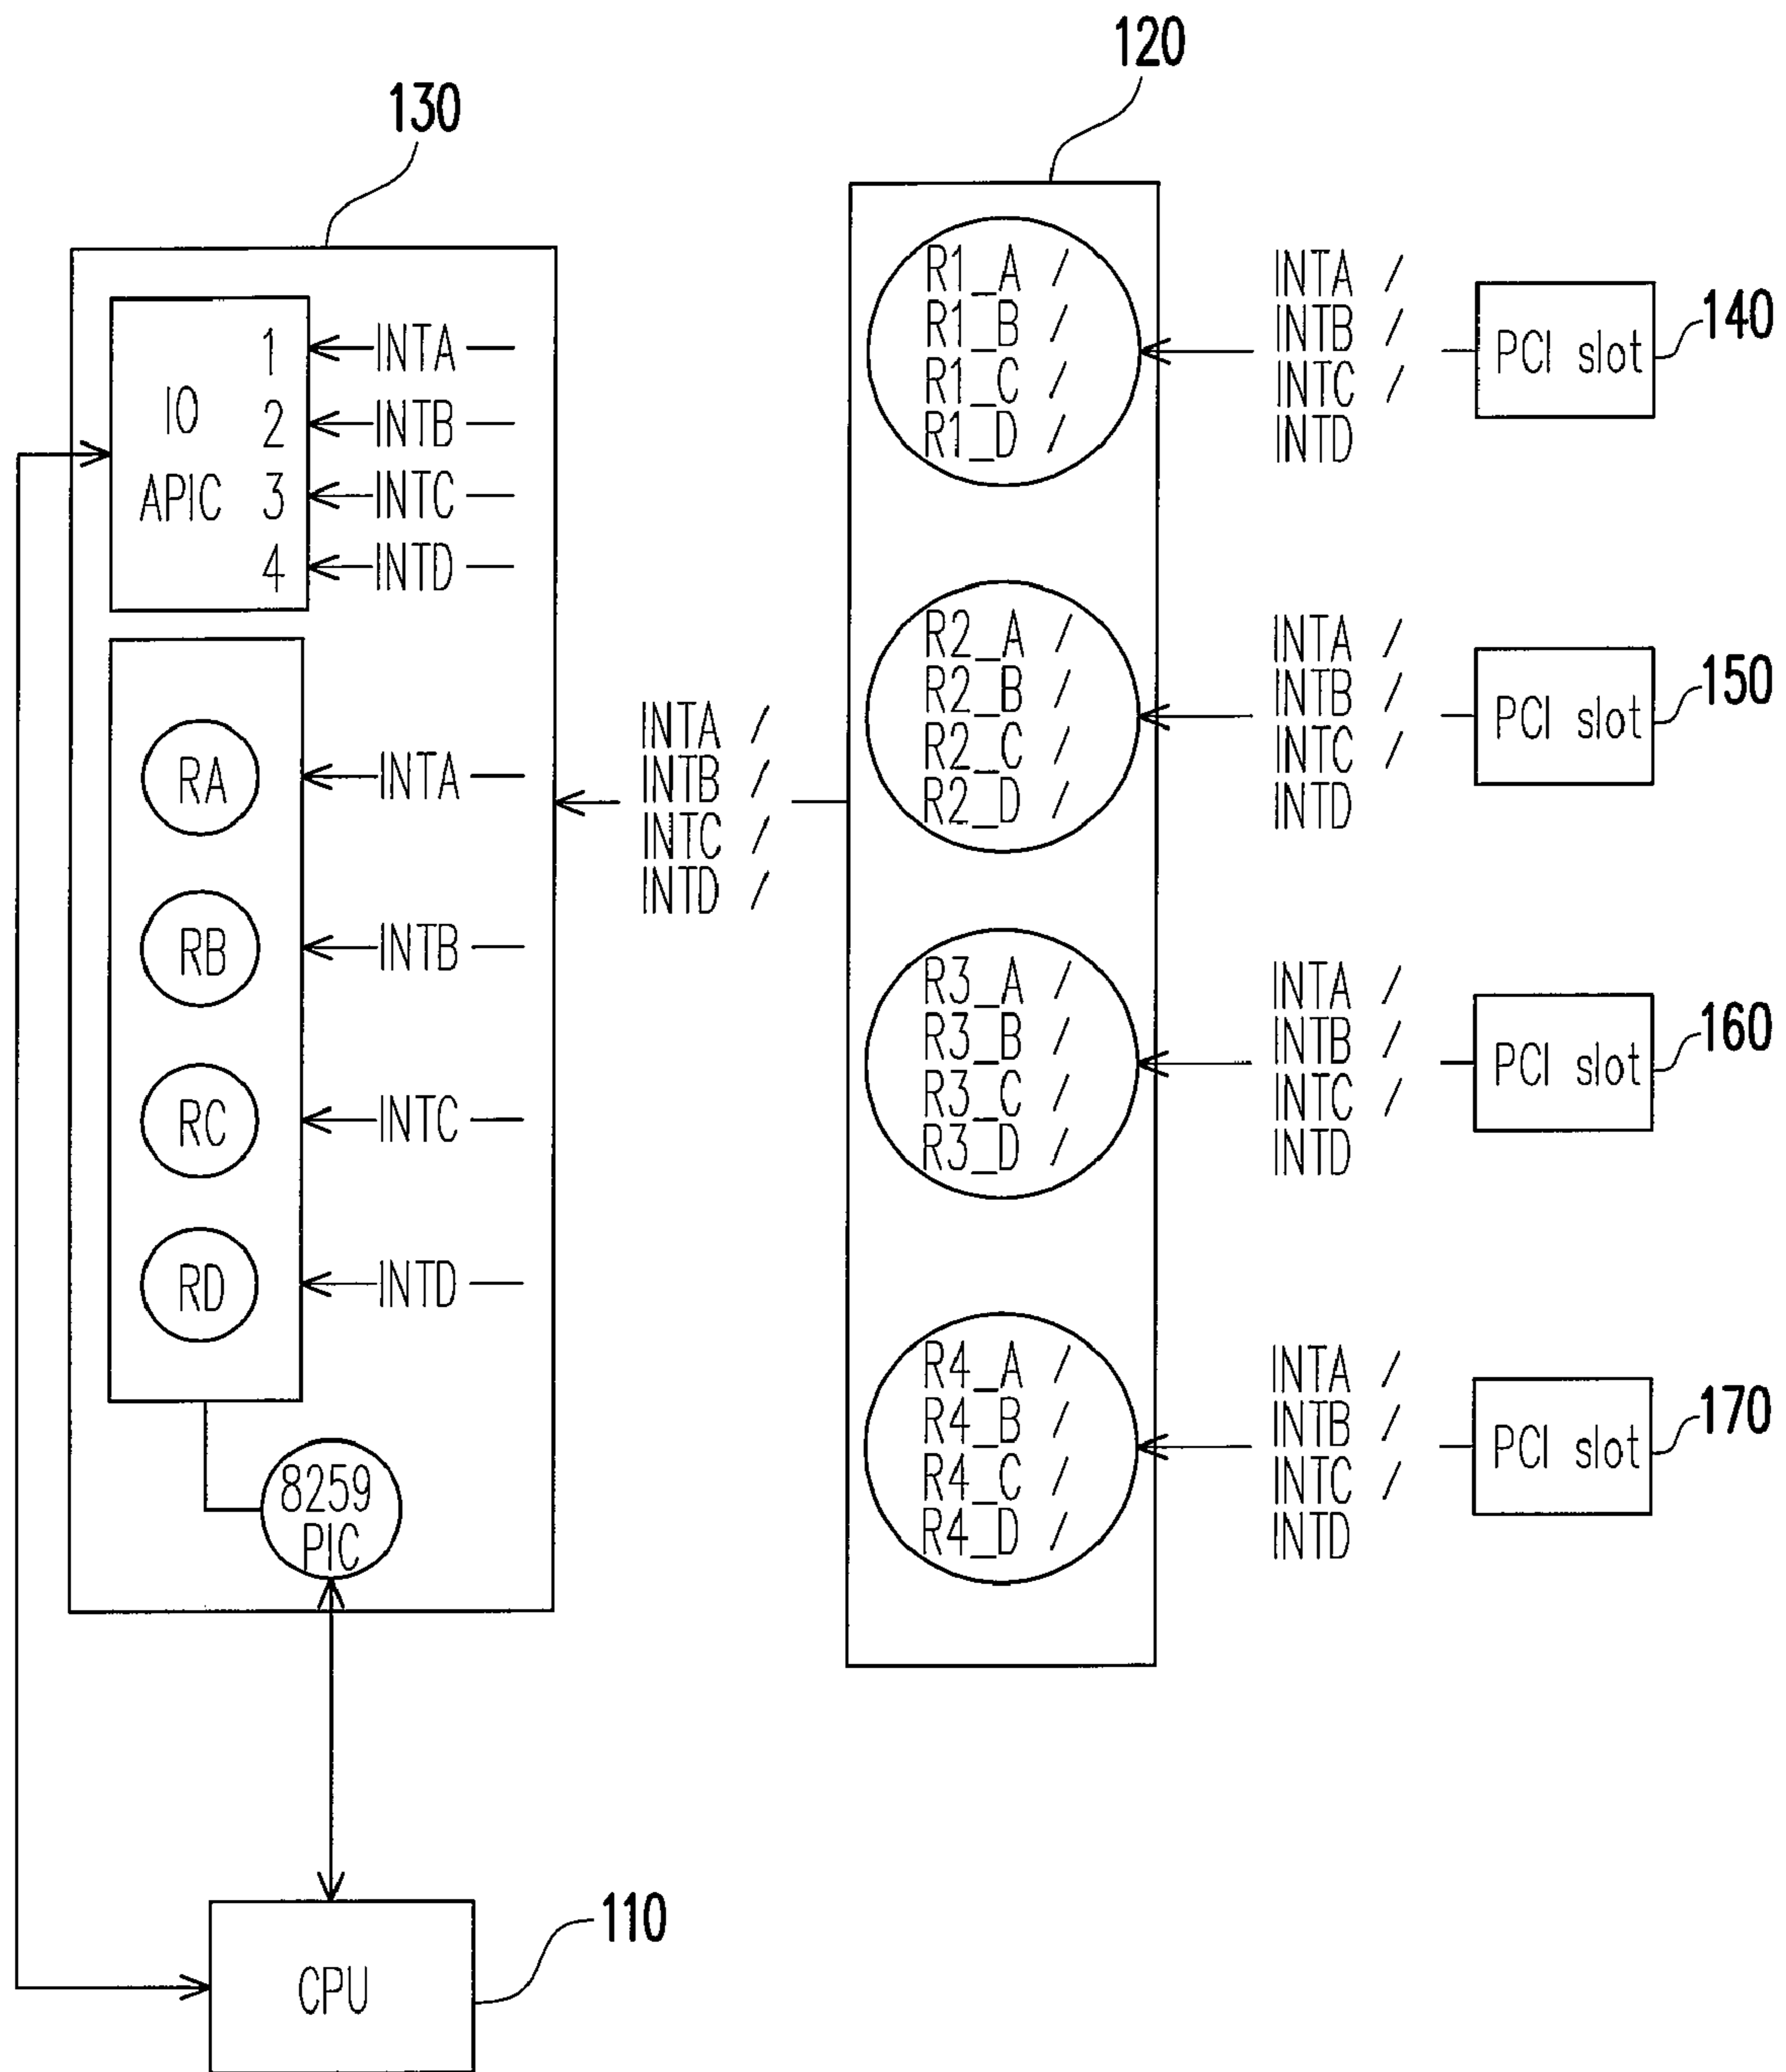 120
130
R1_A /
R1_B /
R1_C /
R1_D /
INTA /
INTB /
INTC /
INTD
PCI slot
140
1
2
3
4
IO
APIC
INTA
INTB
INTC
INTD
R2_A /
R2_B /
R2_C /
R2_D /
INTA /
INTB /
INTC /
INTD
PCI slot
150
INTA /
INTB /
INTC /
INTD /
RA
INTA
RB
INTB
RC
INTC
RD
INTD
R3_A /
R3_B /
R3_C /
R3_D /
INTA /
INTB /
INTC /
INTD
PCI slot
160
R4_A /
R4_B /
R4_C /
R4_D /
INTA /
INTB /
INTC /
INTD
PCI slot
170
8259
PIC
110
CPU